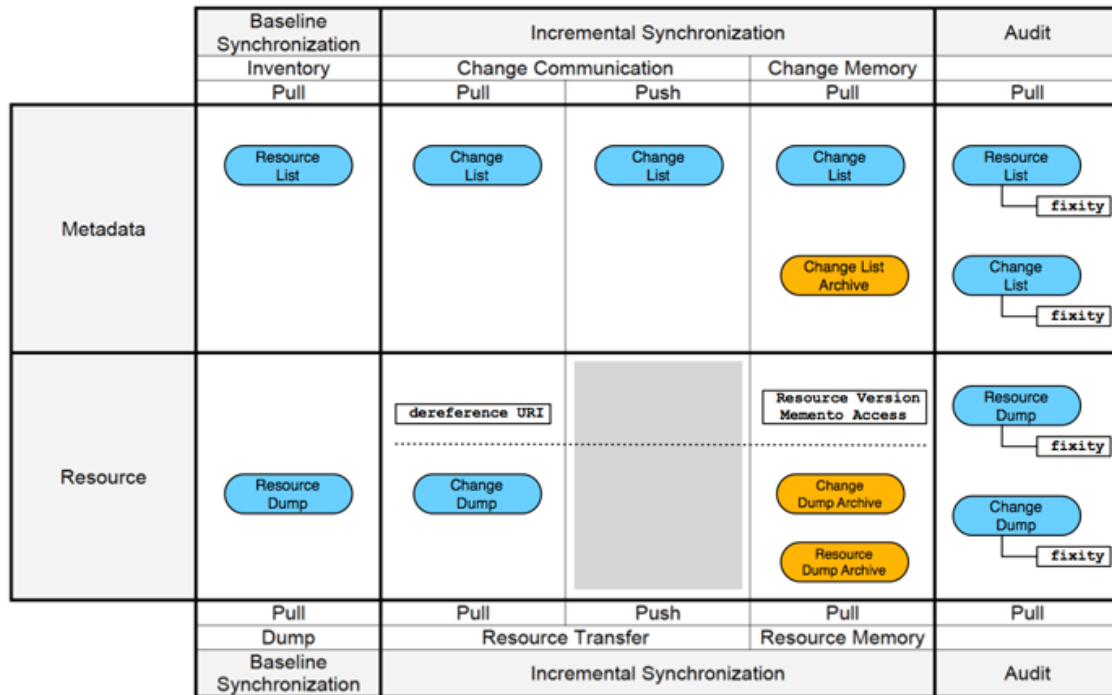 Baseline
Synchronization
Incremental Synchronization
Audit
Inventory
Change Communication
Change Memory
Pull
Pull
Push
Pull
Pull
Metadata
Resource
List
Change
List
Change
List
Change
List
Resource
List
fixity
Change List
Archive
Change
List
fixity
Resource
dereference URI
Resource Version
Memento Access
Resource
Dump
fixity
Resource
Dump
Change
Dump
Change
Dump Archive
Change
Dump
fixity
Resource
Dump Archive
Pull
Pull
Push
Pull
Pull
Dump
Resource Transfer
Resource Memory
Baseline
Synchronization
Incremental Synchronization
Audit